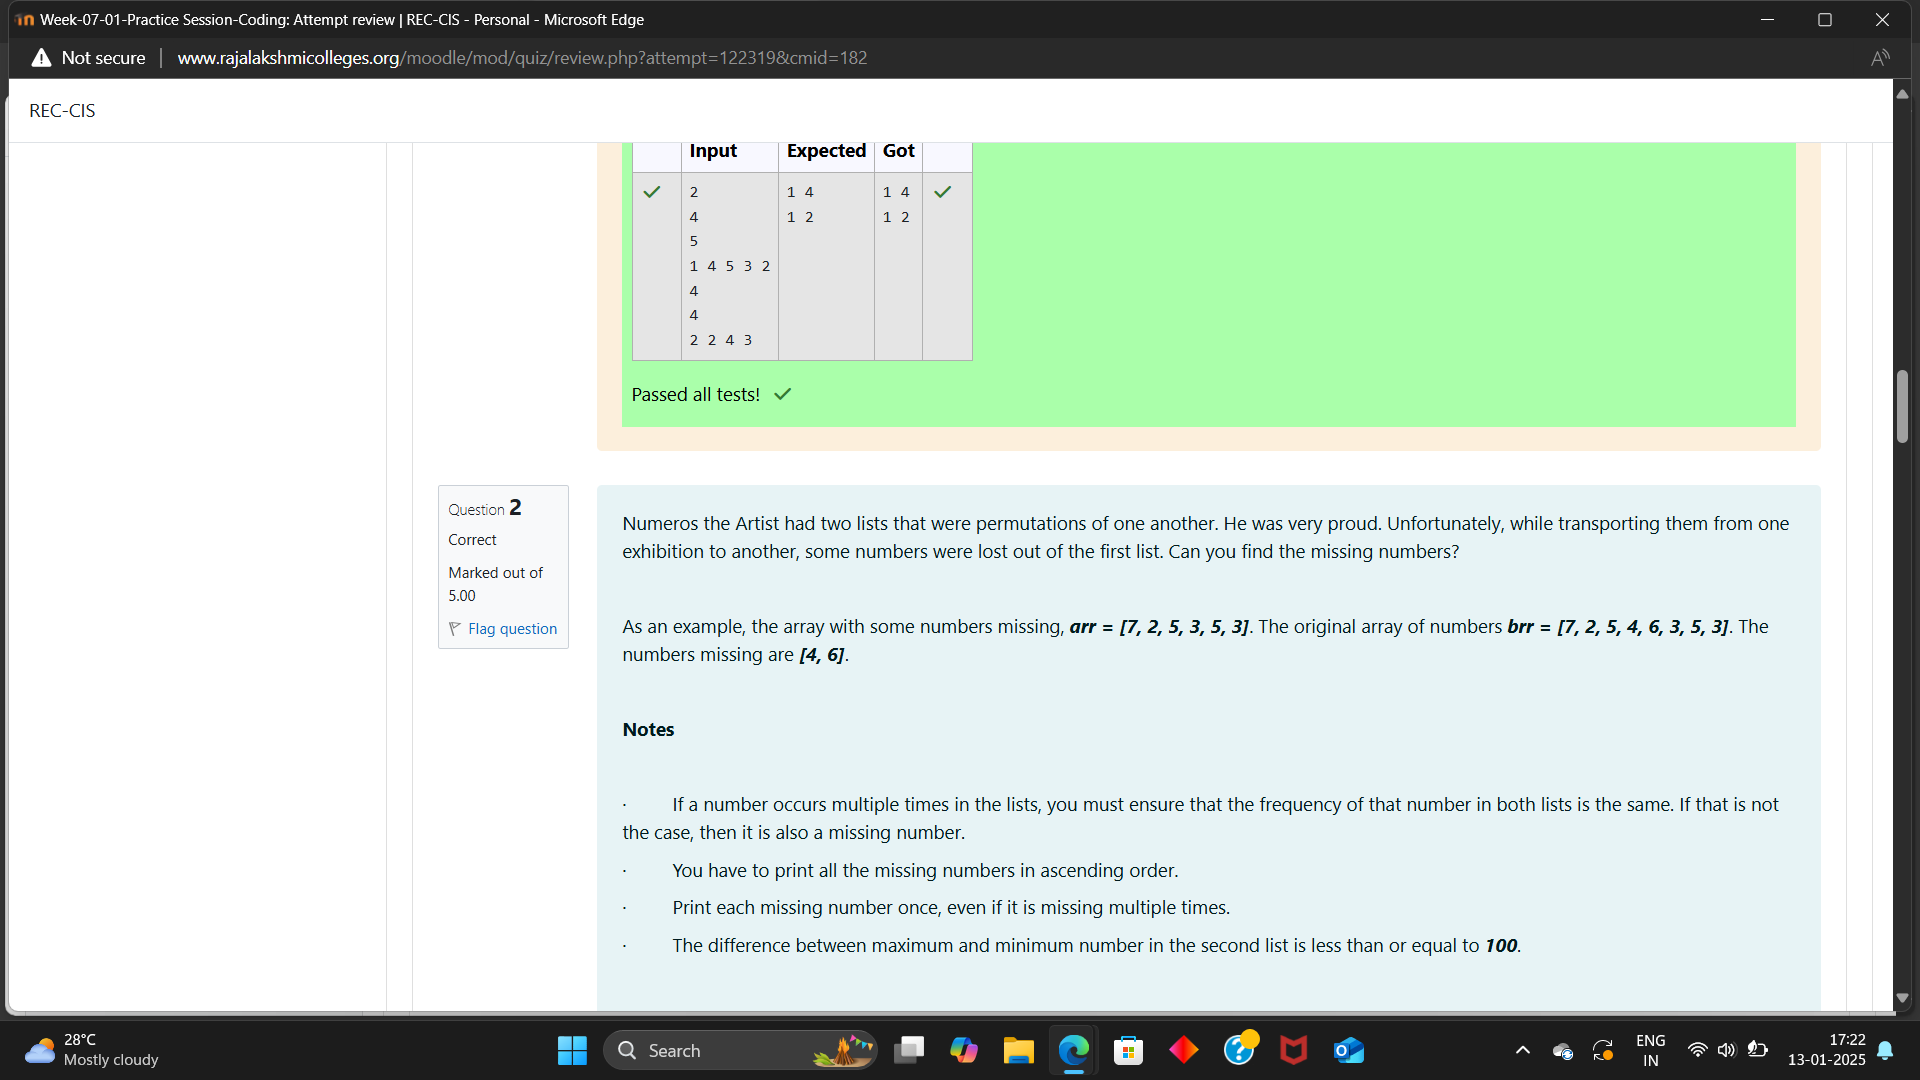 Week-07-01-Practice Session-Coding: Attempt review | REC-CIS - Personal - Microsoft Edge
Not secure
www.rajalakshmicolleges.org/moodle/mod/quiz/review.php?attempt=122319&cmid=182
REC-CIS
Input Expected Got
2 1 4 1 4
4 1 2 1 2
5
1 4 5 3 2
4
4
2 2 4 3
Passed all tests!
Question 2
Correct
Marked out of
5.00
Flag question
Numeros the Artist had two lists that were permutations of one another. He was very proud. Unfortunately, while transporting them from one
exhibition to another, some numbers were lost out of the first list. Can you find the missing numbers?
As an example, the array with some numbers missing, arr = [7, 2, 5, 3, 5, 3]. The original array of numbers brr = [7, 2, 5, 4, 6, 3, 5, 3]. The
numbers missing are [4, 6].
Notes
· If a number occurs multiple times in the lists, you must ensure that the frequency of that number in both lists is the same. If that is not
the case, then it is also a missing number.
· You have to print all the missing numbers in ascending order.
· Print each missing number once, even if it is missing multiple times.
· The difference between maximum and minimum number in the second list is less than or equal to 100.
28°C
Mostly cloudy
Search
ENG
IN
17:22
13-01-2025